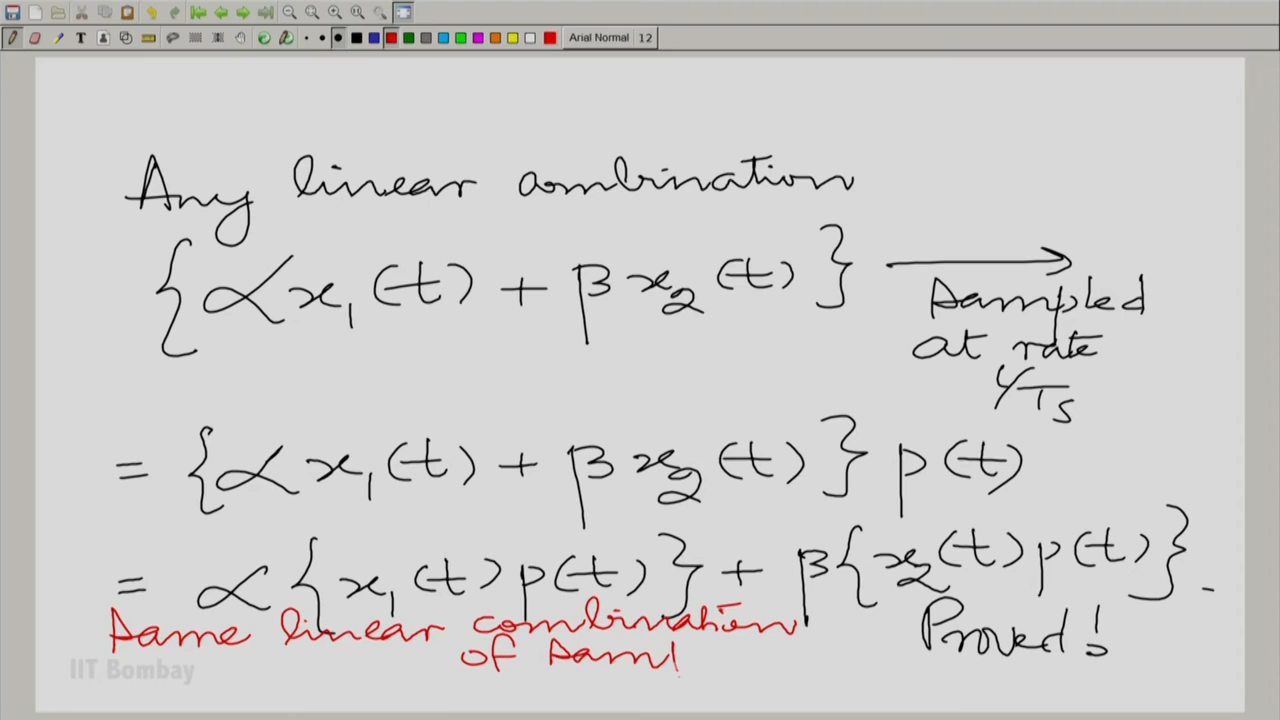 Arial Normal 12
Any linear combination
{αx₁(t) + βx₂(t)} →
Sampled
at rate
1/Ts
= {αx₁(t) + βx₂(t)} p(t)
= α{x₁(t)p(t)} + β{x₂(t)p(t)}.
Same linear combination
of Samp
Proved!
IIT Bombay